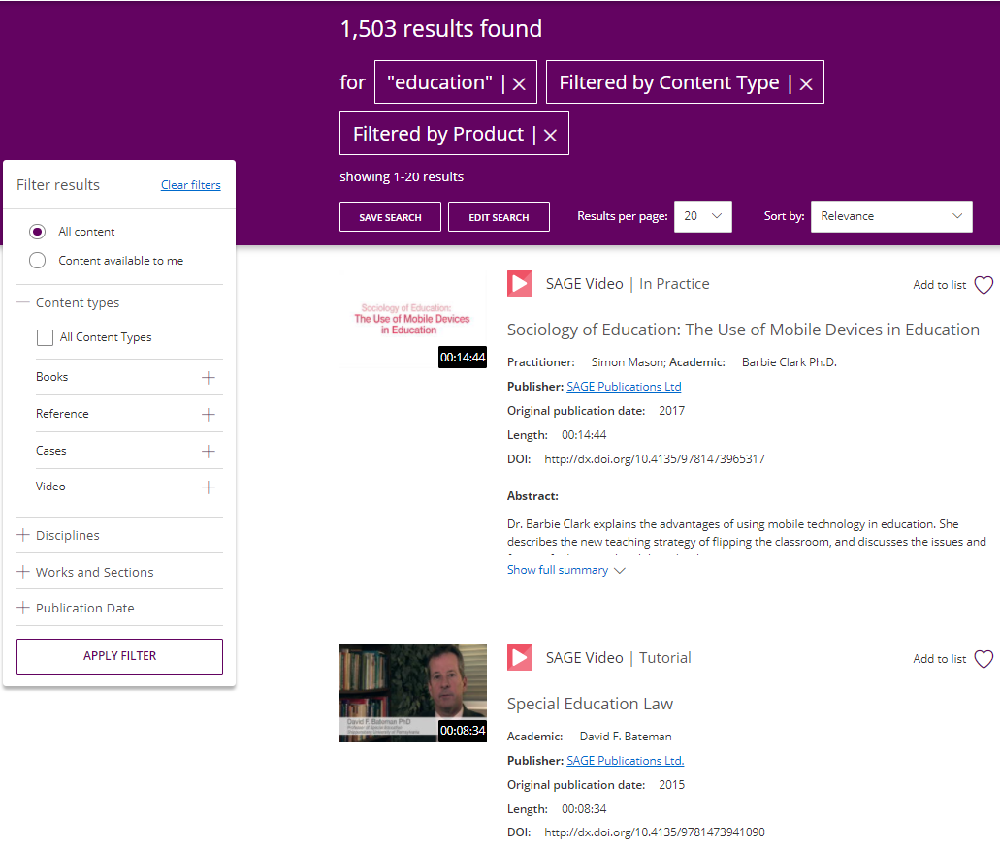 1,503 results found
for "education" | × Filtered by Content Type | ×
Filtered by Product | ×
showing 1-20 results
SAVE SEARCH EDIT SEARCH Results per page: 20 Sort by: Relevance
Filter results Clear filters
All content
Content available to me
Content types
All Content Types
Books
Reference
Cases
Video
Disciplines
Works and Sections
Publication Date
APPLY FILTER
Sociology of Education:
The Use of Mobile Devices
in Education
00:14:44
SAGE Video | In Practice
Add to list
Sociology of Education: The Use of Mobile Devices in Education
Practitioner: Simon Mason; Academic: Barbie Clark Ph.D.
Publisher: SAGE Publications Ltd
Original publication date: 2017
Length: 00:14:44
DOI: http://dx.doi.org/10.4135/9781473965317
Abstract:
Dr. Barbie Clark explains the advantages of using mobile technology in education. She
describes the new teaching strategy of flipping the classroom, and discusses the issues and
Show full summary
David F. Bateman PhD
Professor of Special Education
00:08:34
SAGE Video | Tutorial
Add to list
Special Education Law
Academic: David F. Bateman
Publisher: SAGE Publications Ltd.
Original publication date: 2015
Length: 00:08:34
DOI: http://dx.doi.org/10.4135/9781473941090